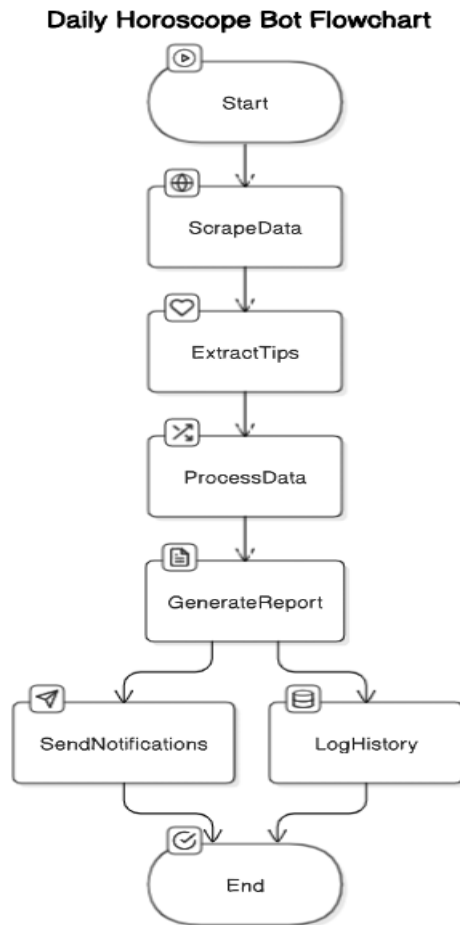 Daily Horoscope Bot Flowchart
Start
ScrapeData
ExtractTips
ProcessData
GenerateReport
SendNotifications
LogHistory
End